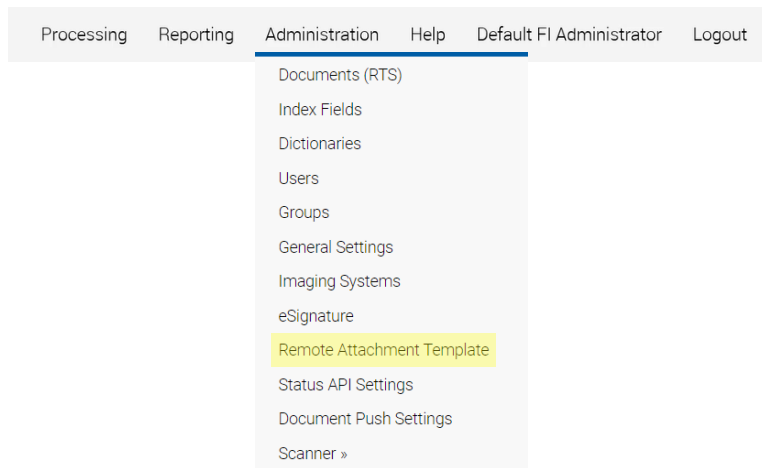 Processing Reporting Administration Help Default FI Administrator Logout
Documents (RTS)
Index Fields
Dictionaries
Users
Groups
General Settings
Imaging Systems
eSignature
Remote Attachment Template
Status API Settings
Document Push Settings
Scanner »